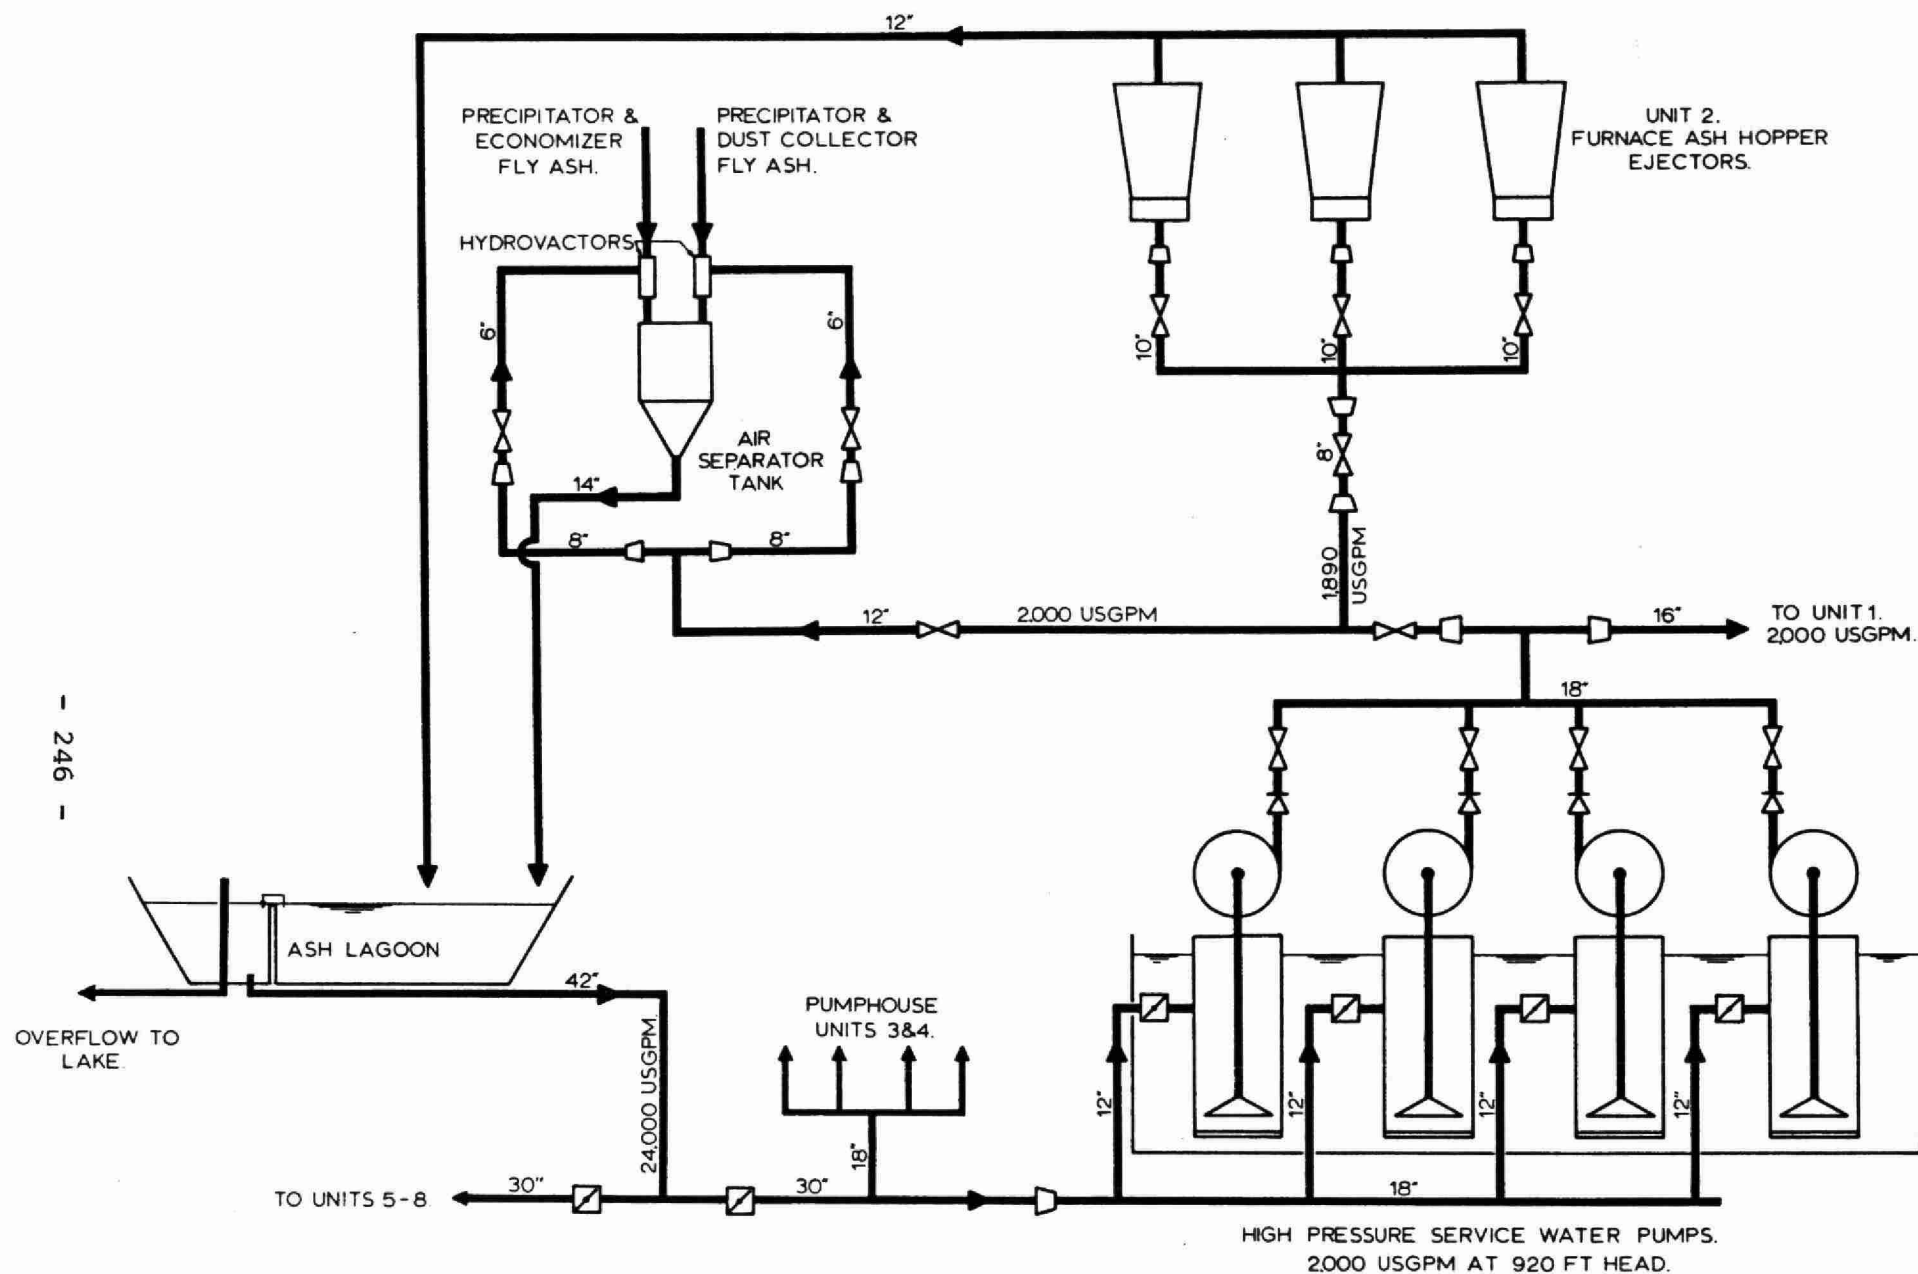 12"
PRECIPITATOR &
ECONOMIZER
FLY ASH.
PRECIPITATOR &
DUST COLLECTOR
FLY ASH.
UNIT 2.
FURNACE ASH HOPPER
EJECTORS.
HYDROVACTORS
6"
6"
10"
10"
10"
8"
AIR
SEPARATOR
TANK
14"
8"
8"
1,890
USGPM
12"
2,000 USGPM
16"
TO UNIT 1.
2,000 USGPM.
18"
- 246 -
ASH LAGOON
42"
OVERFLOW TO
LAKE.
24,000 USGPM.
PUMPHOUSE
UNITS 3&4.
18"
12"
12"
12"
12"
TO UNITS 5-8.
30"
30"
18"
HIGH PRESSURE SERVICE WATER PUMPS.
2,000 USGPM AT 920 FT HEAD.